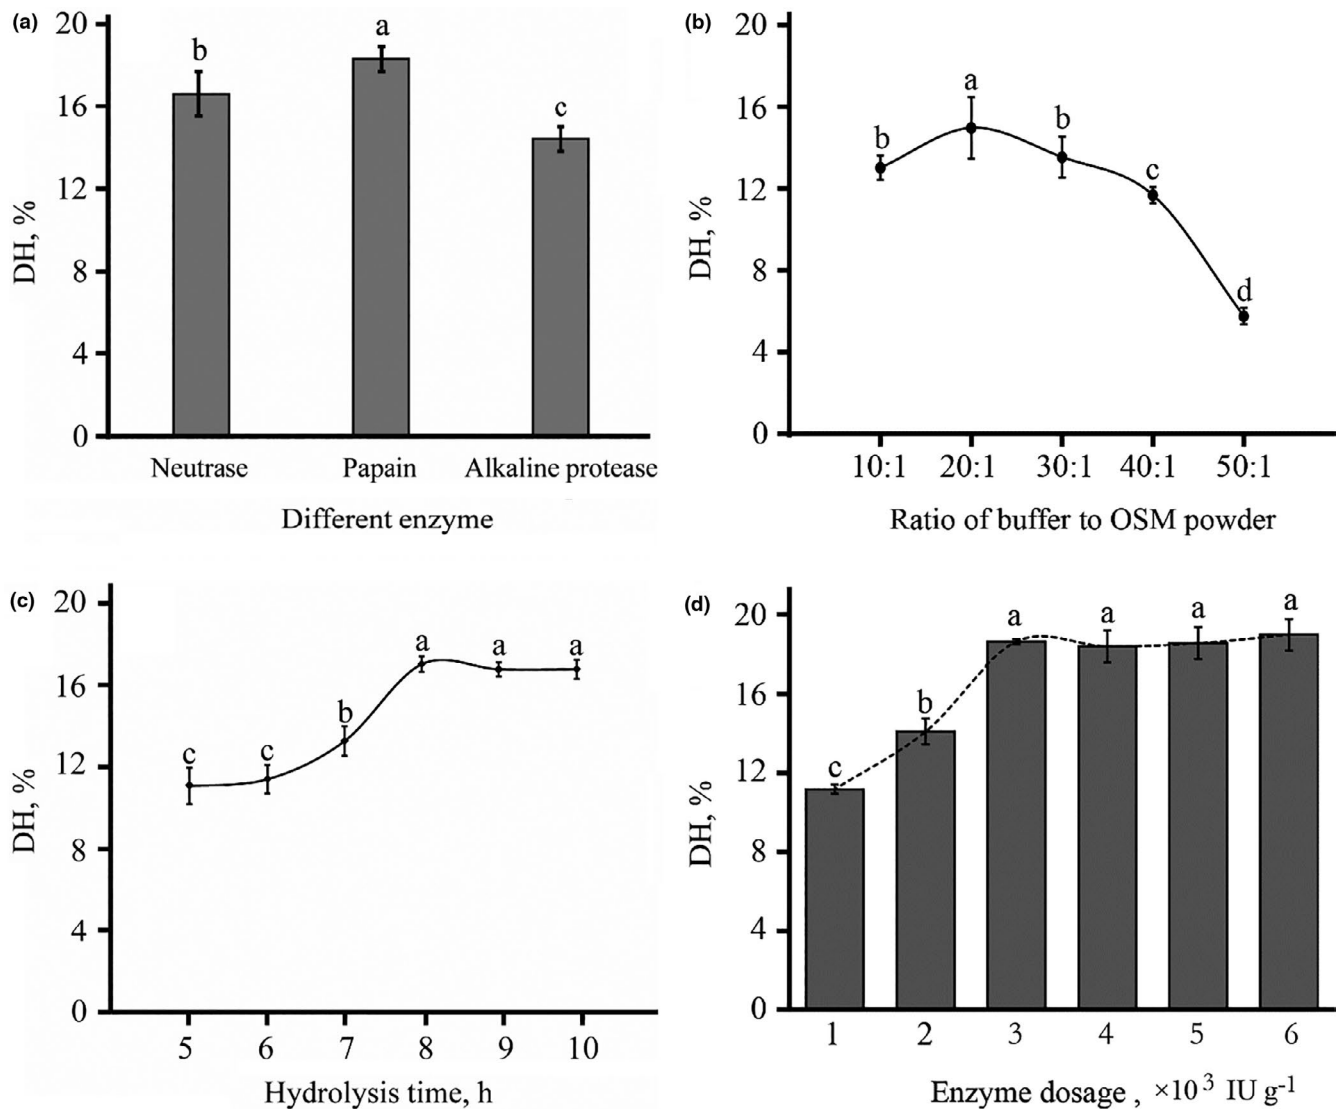 (a)
DH, %
20
16
12
8
4
0
b
a
c
Neutrase Papain Alkaline protease
Different enzyme
(b)
DH, %
20
16
12
8
4
0
b
a
b
c
d
10:1 20:1 30:1 40:1 50:1
Ratio of buffer to OSM powder
(c)
DH, %
20
16
12
8
4
0
c
c
b
a
a
a
5 6 7 8 9 10
Hydrolysis time, h
(d)
DH, %
20
16
12
8
4
0
c
b
a
a
a
a
1 2 3 4 5 6
Enzyme dosage , ×10³ IU g⁻¹